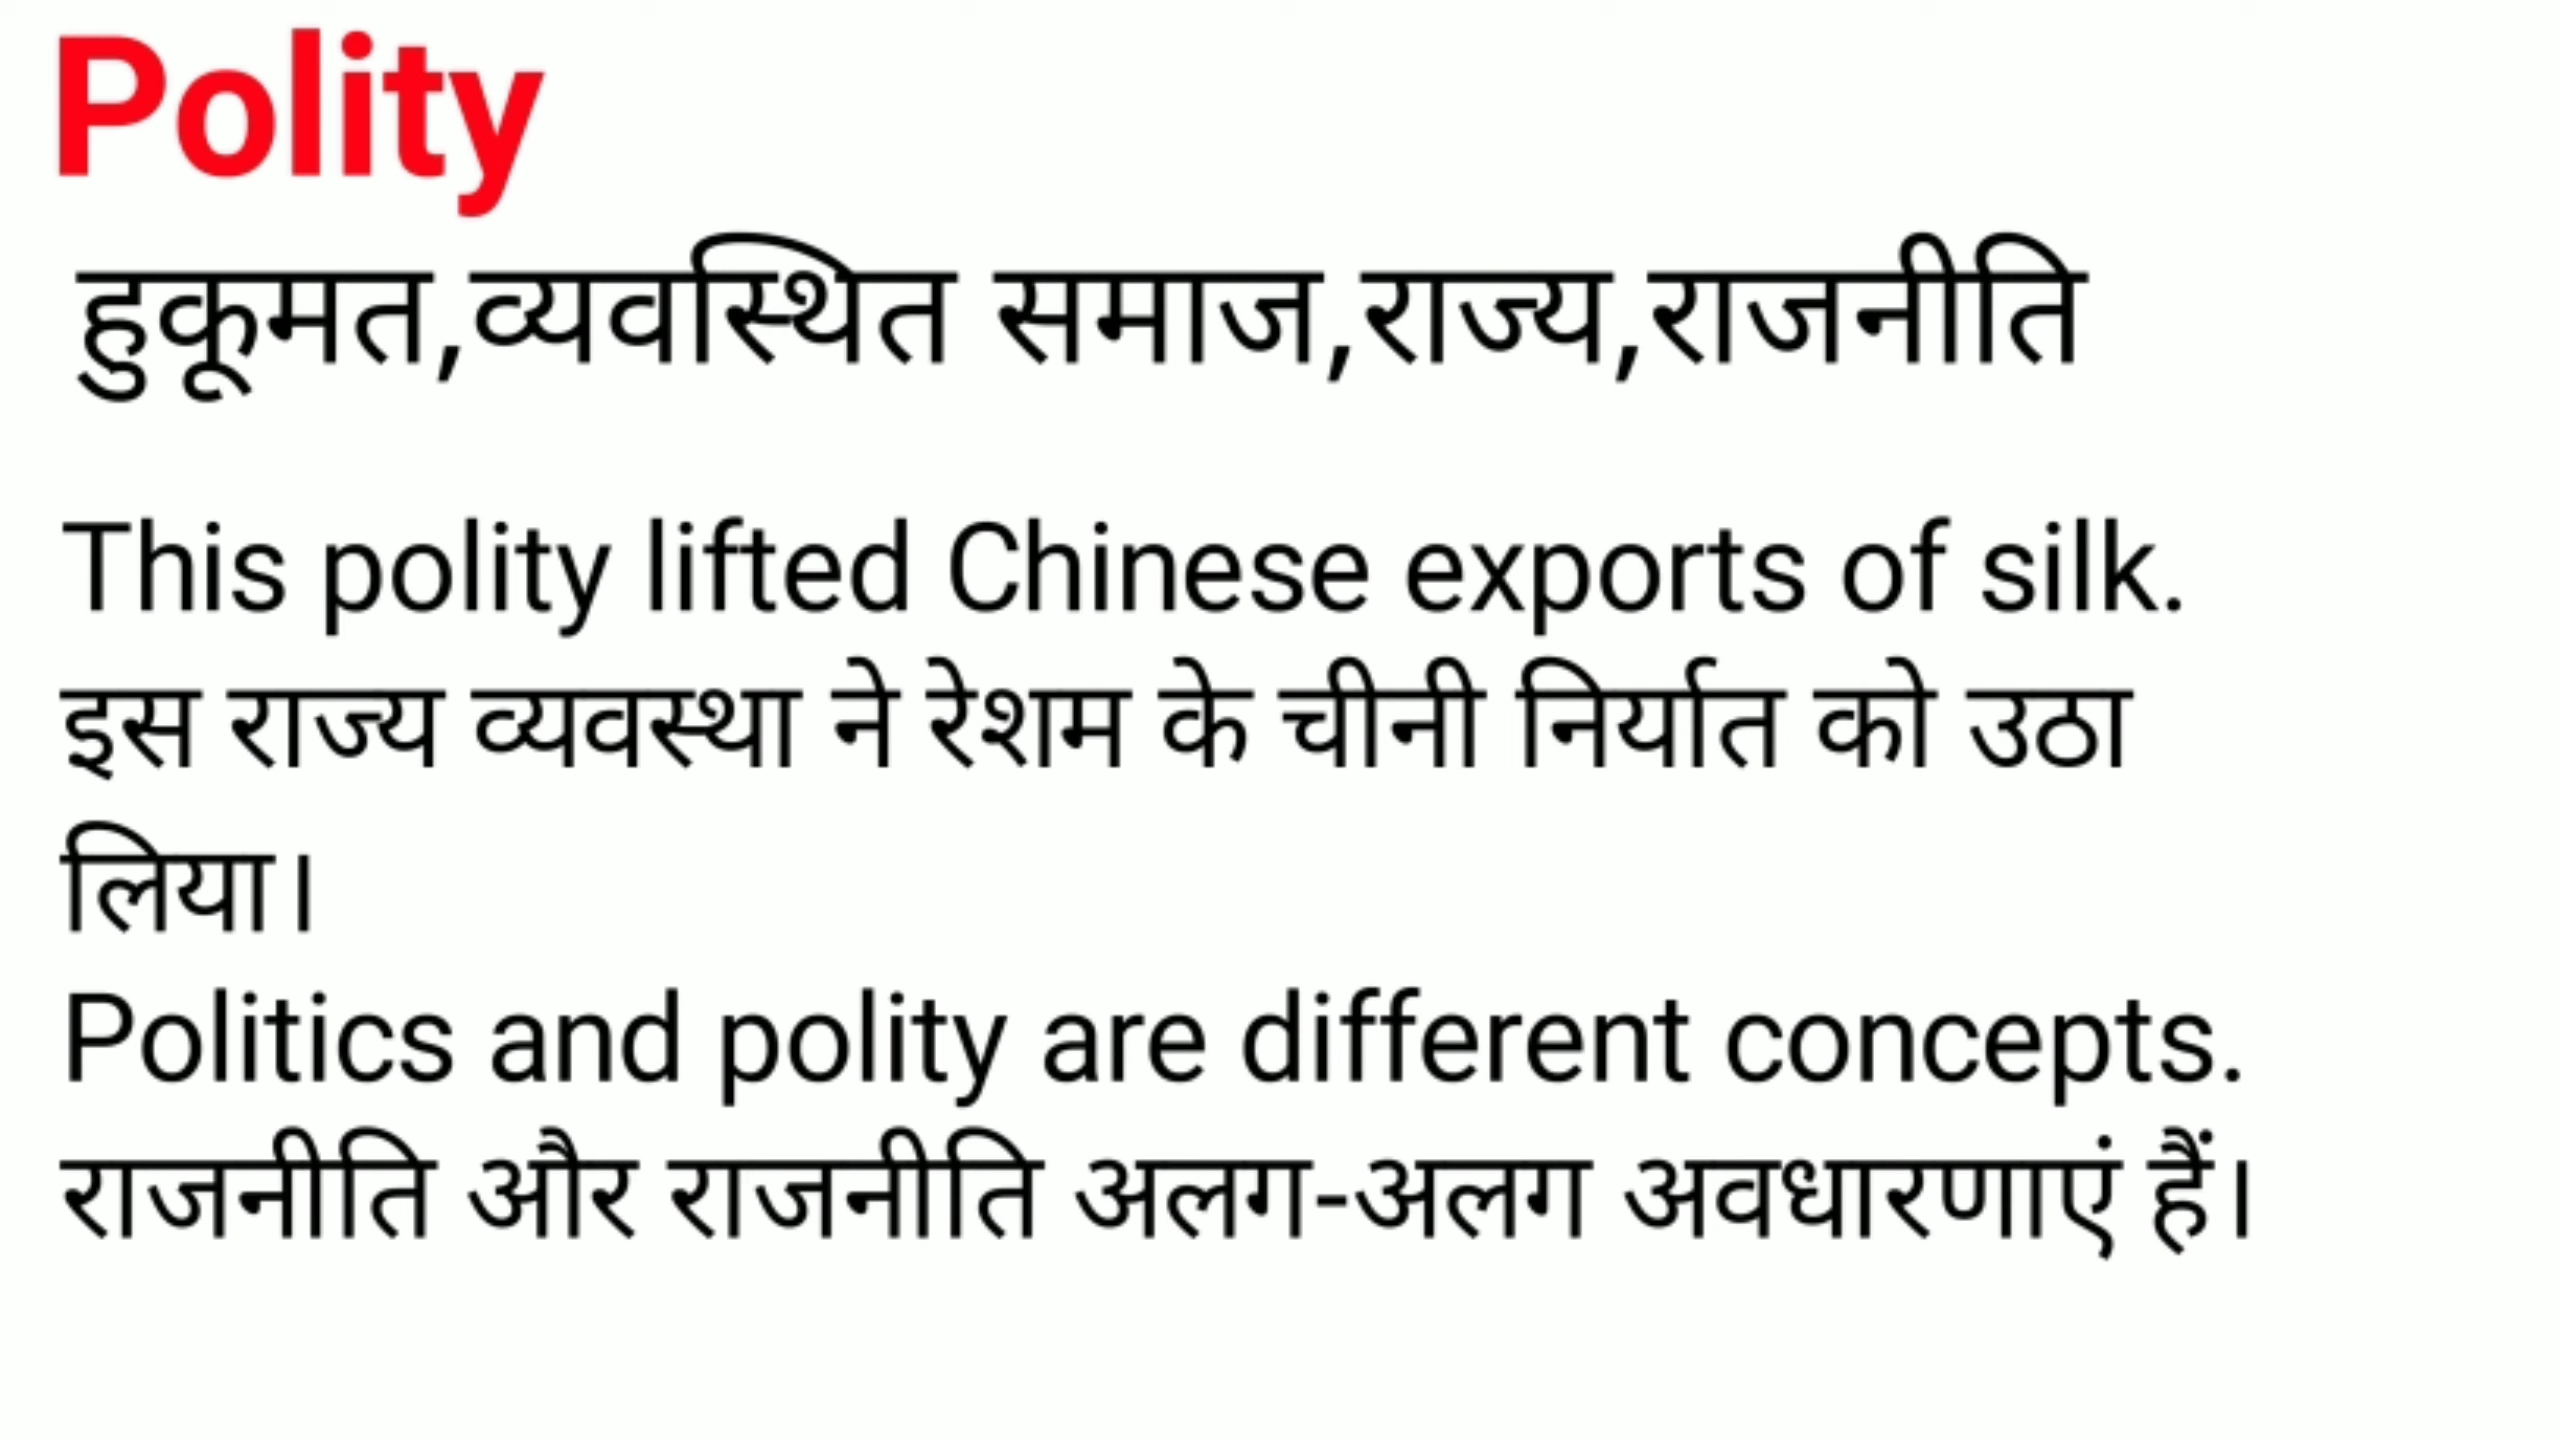 Polity
हुकूमत,व्यवस्थित समाज,राज्य,राजनीति
This polity lifted Chinese exports of silk.
इस राज्य व्यवस्था ने रेशम के चीनी निर्यात को उठा
लिया।
Politics and polity are different concepts.
राजनीति और राजनीति अलग-अलग अवधारणाएं हैं।